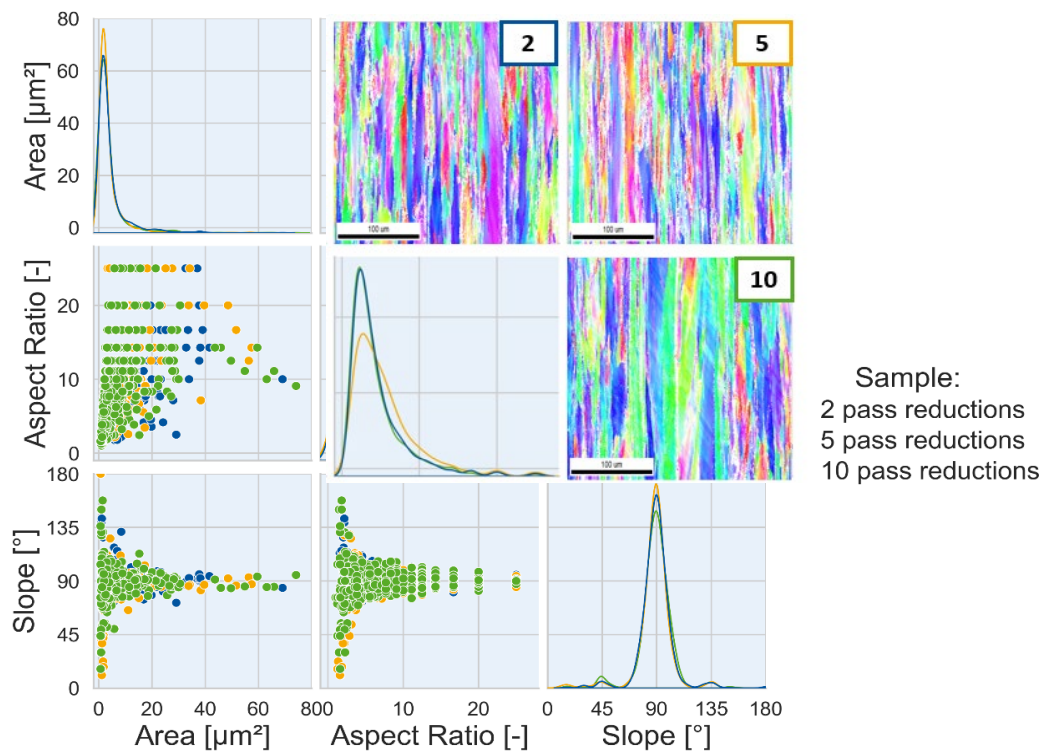 80
60
40
20
0
Area [µm²]
2
5
100 um
100 um
20
10
0
Aspect Ratio [-]
10
100 um
Sample:
2 pass reductions
5 pass reductions
10 pass reductions
180
135
90
45
0
Slope [°]
0 20 40 60 80
0 10 20
0 45 90 135 180
Area [µm²] Aspect Ratio [-] Slope [°]